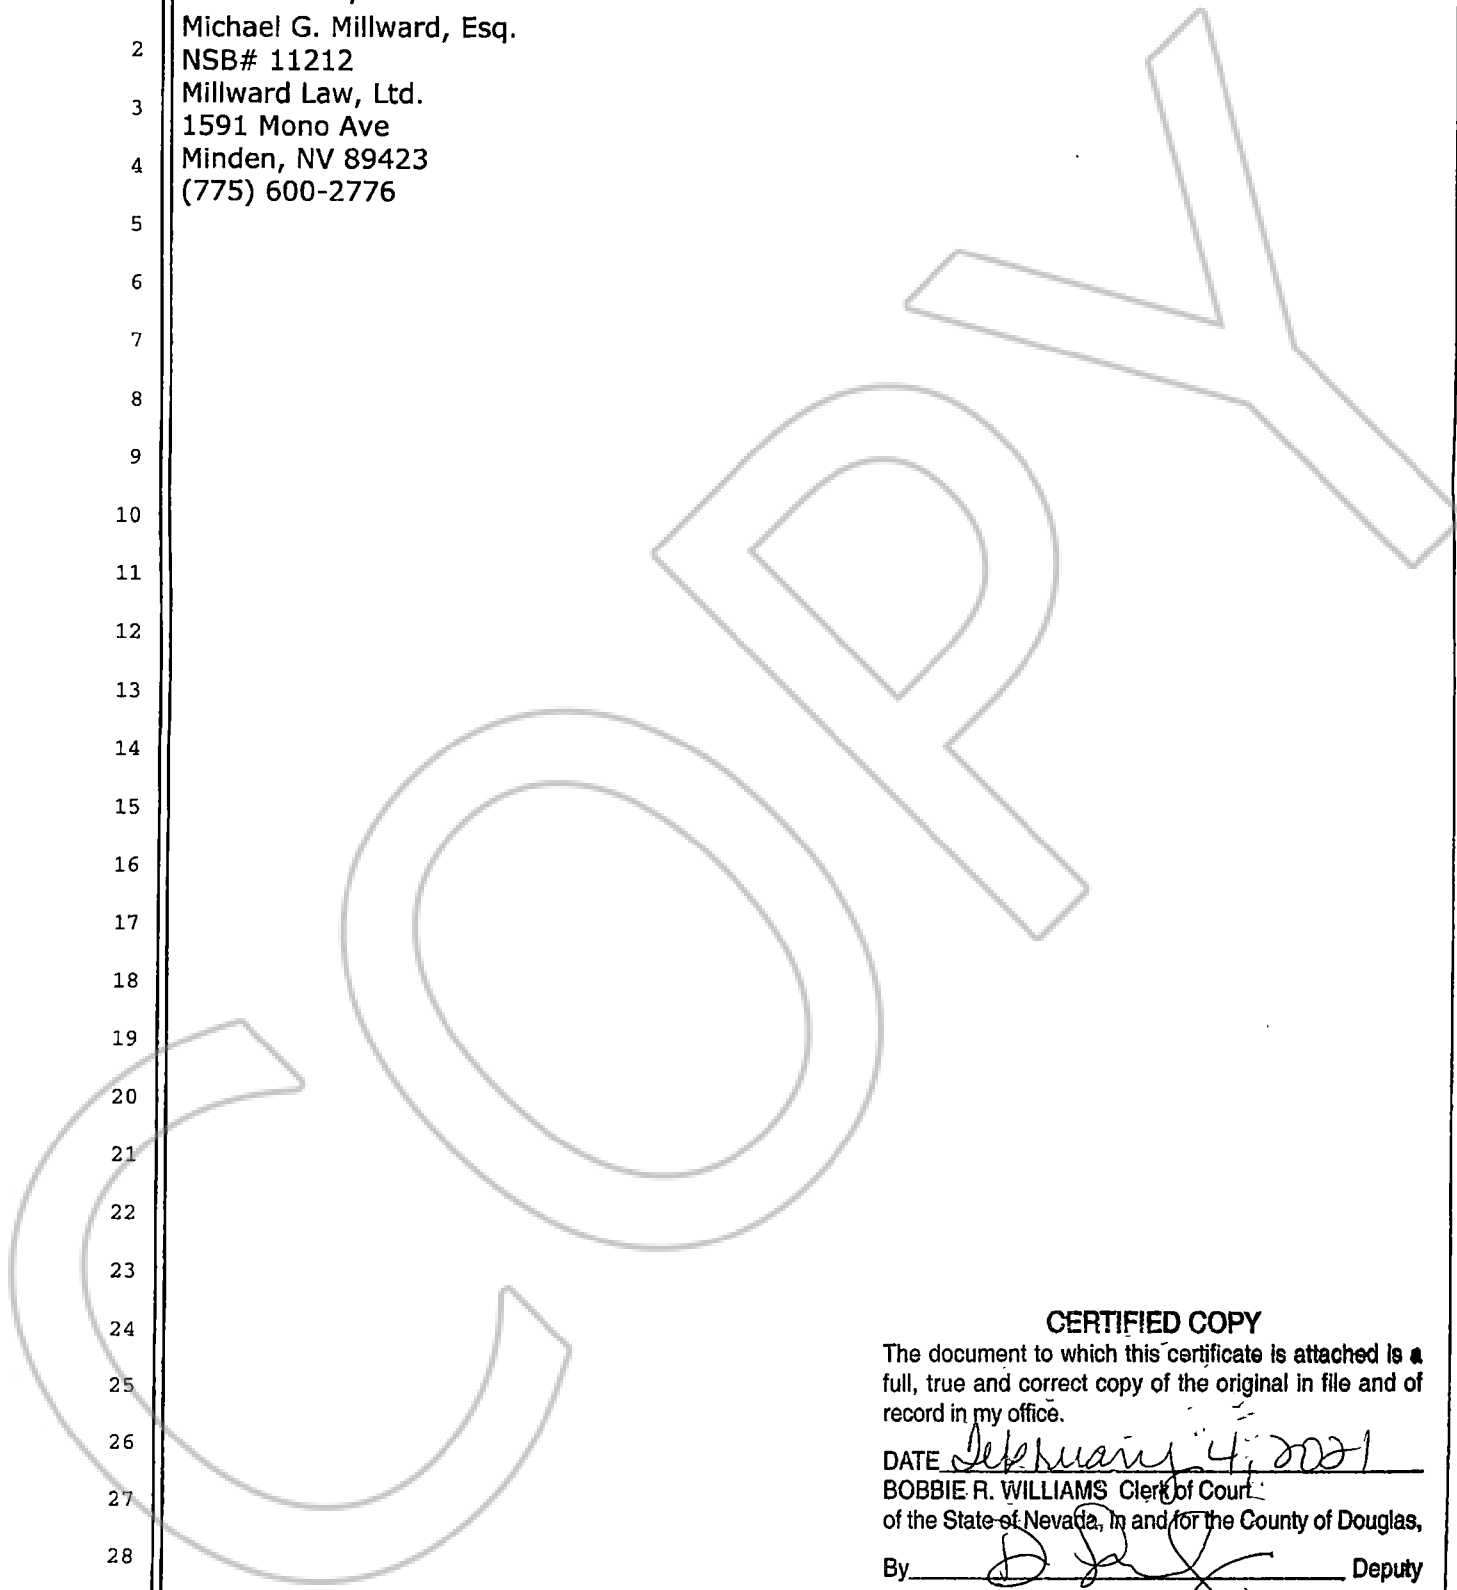 Michael G. Millward, Esq.
2 NSB# 11212
3 Millward Law, Ltd.
1591 Mono Ave
4 Minden, NV 89423
(775) 600-2776
5
6
7
8
9
10
11
12
13
14
15
16
17
18
19
20
21
22
23
24
25
26
27
28
COPY
CERTIFIED COPY
The document to which this certificate is attached is a
full, true and correct copy of the original in file and of
record in my office.
DATE February 4, 2021
BOBBIE R. WILLIAMS Clerk of Court
of the State of Nevada, in and for the County of Douglas,
By Deputy